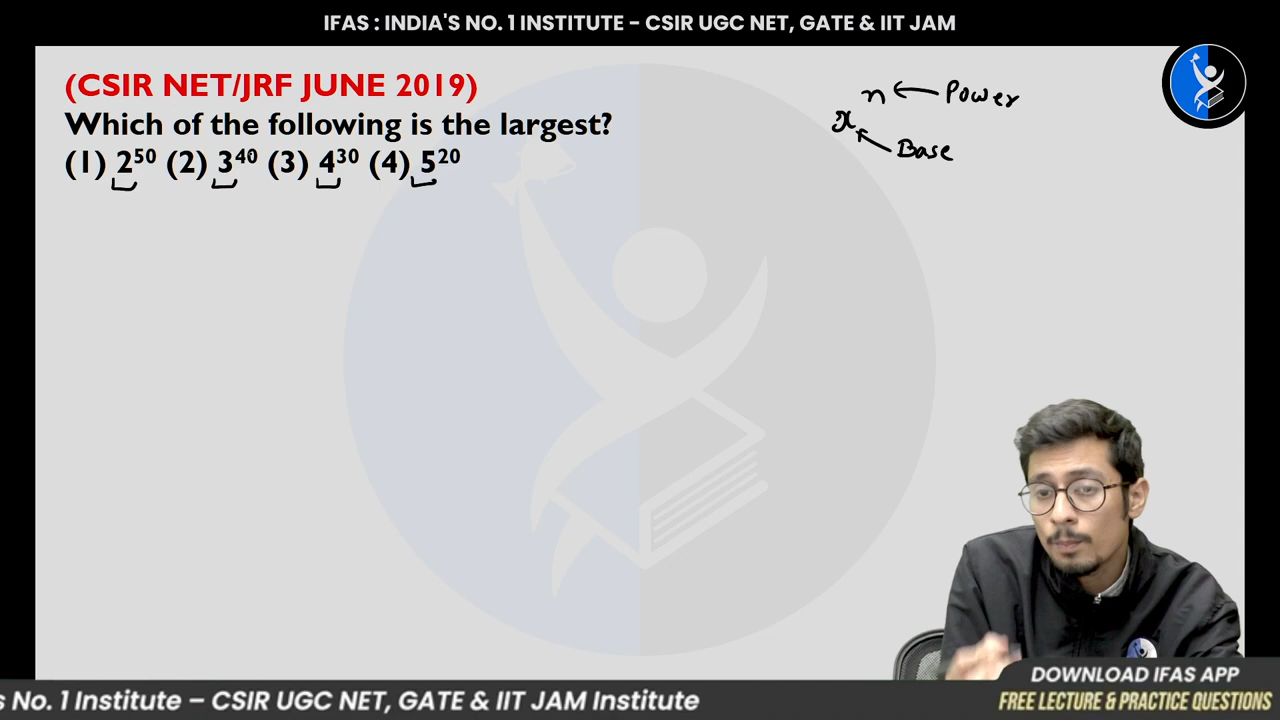 IFAS : INDIA'S NO. 1 INSTITUTE – CSIR UGC NET, GATE & IIT JAM
(CSIR NET/JRF JUNE 2019)
Which of the following is the largest?
(1) 2⁵⁰ (2) 3⁴⁰ (3) 4³⁰ (4) 5²⁰
n ← Power
x ← Base
DOWNLOAD IFAS APP
FREE LECTURE & PRACTICE QUESTIONS
s No. 1 Institute – CSIR UGC NET, GATE & IIT JAM Institute